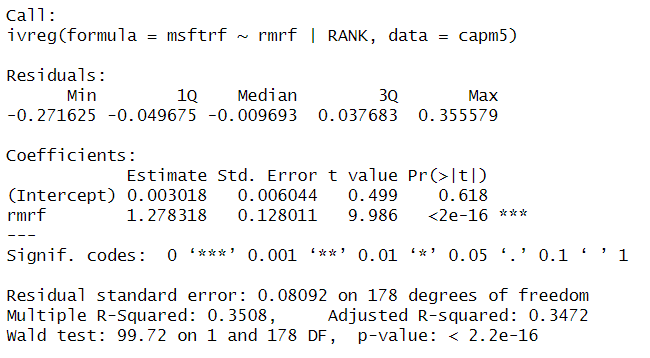 Call:
ivreg(formula = msftrf ~ rmrf | RANK, data = capm5)
Residuals:
Min 1Q Median 3Q Max
-0.271625 -0.049675 -0.009693 0.037683 0.355579
Coefficients:
Estimate Std. Error t value Pr(>|t|)
(Intercept) 0.003018 0.006044 0.499 0.618
rmrf 1.278318 0.128011 9.986 <2e-16 ***
---
Signif. codes: 0 ‘***’ 0.001 ‘**’ 0.01 ‘*’ 0.05 ‘.’ 0.1 ‘ ’ 1
Residual standard error: 0.08092 on 178 degrees of freedom
Multiple R-Squared: 0.3508, Adjusted R-squared: 0.3472
Wald test: 99.72 on 1 and 178 DF, p-value: < 2.2e-16